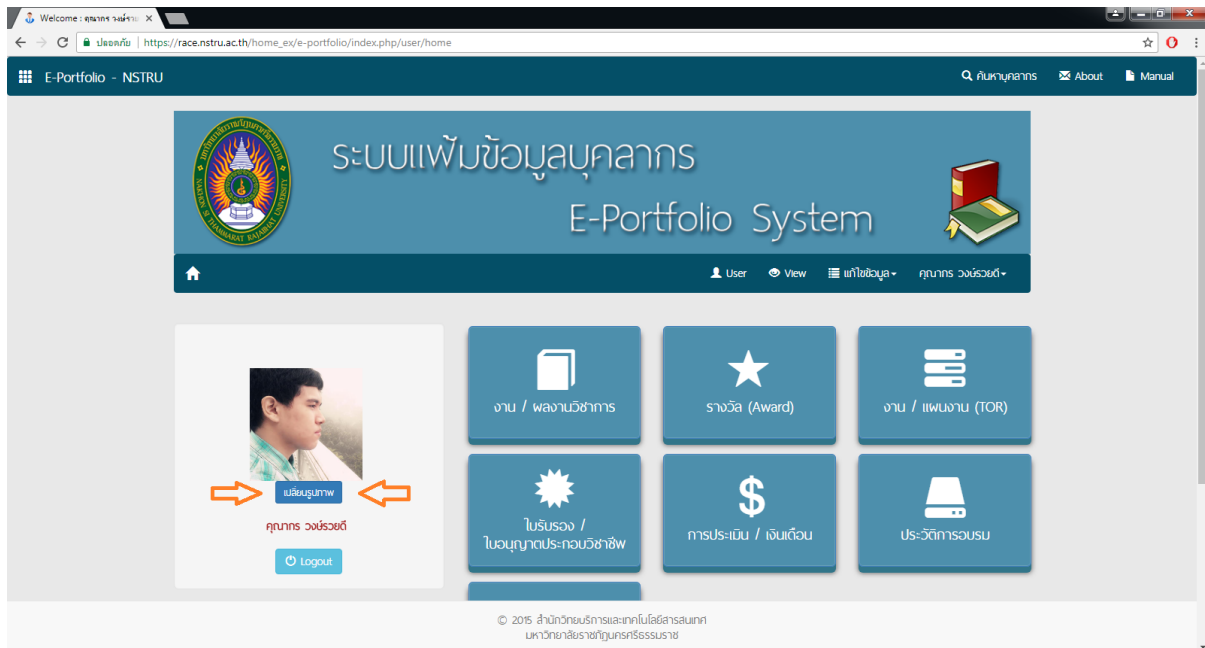 Welcome : คุณากร วงษ์รวย
ปลอดภัย | https://race.nstru.ac.th/home_ex/e-portfolio/index.php/user/home
E-Portfolio - NSTRU
ค้นหาบุคลากร
About
Manual
ระบบแฟ้มข้อมูลบุคลากร
E-Portfolio System
NAKHON SI THAMMARAT RAJABHAT UNIVERSITY
User
View
แก้ไขข้อมูล
คุณากร วงษ์รวยดี
งาน / ผลงานวิชาการ
รางวัล (Award)
งาน / แผนงาน (TOR)
เปลี่ยนรูปภาพ
คุณากร วงษ์รวยดี
Logout
ใบรับรอง /
ใบอนุญาตประกอบวิชาชีพ
การประเมิน / เงินเดือน
ประวัติการอบรม
© 2015 สำนักวิทยบริการและเทคโนโลยีสารสนเทศ
มหาวิทยาลัยราชภัฏนครศรีธรรมราช